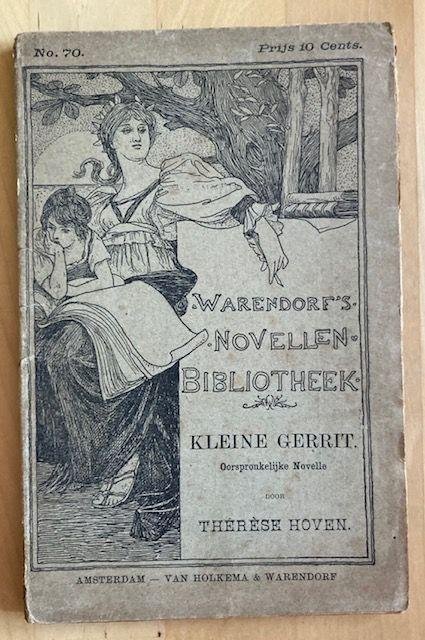 No. 70. Prijs 10 Cents.
WARENDORF'S
NOVELLEN
BIBLIOTHEEK
KLEINE GERRIT.
Oorspronkelijke Novelle
DOOR
THÉRÈSE HOVEN.
AMSTERDAM — VAN HOLKEMA & WARENDORF